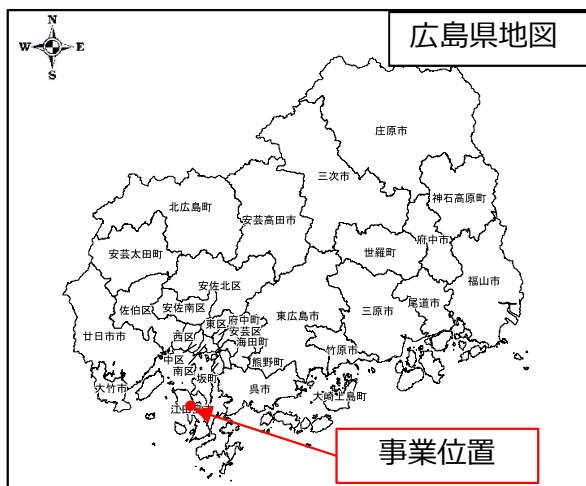 広島県地図
N
W E
S
庄原市
三次市
神石高原町
北広島町
安芸高田市
府中市
世羅町
安芸太田町
福山市
安佐北区
尾道市
安佐南区
佐伯区
東広島市
三原市
府中町
東区
安芸区
廿日市市
西区
海田町
竹原市
中区
熊野町
南区
坂町
大竹市
呉市
大崎上島町
江田
事業位置